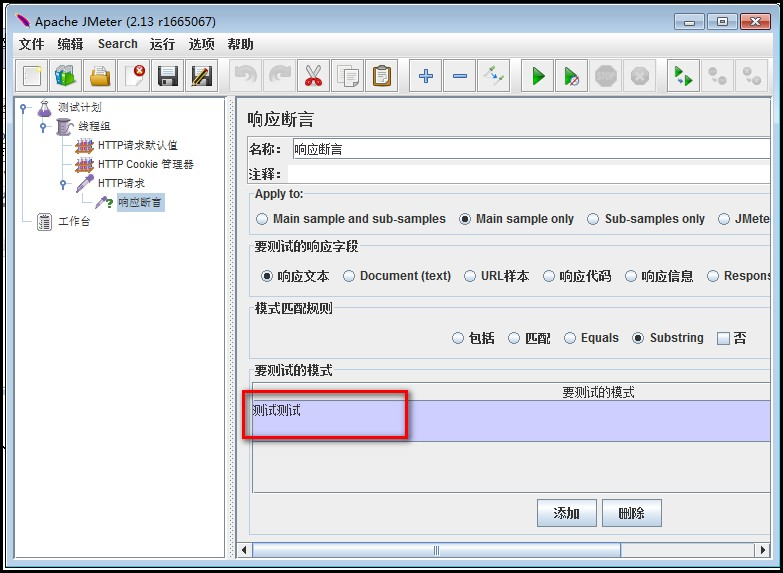 Apache JMeter (2.13 r1665067)
文件 编辑 Search 运行 选项 帮助
测试计划
线程组
HTTP请求默认值
HTTP Cookie 管理器
HTTP请求
响应断言
工作台
响应断言
名称： 响应断言
注释：
Apply to:
Main sample and sub-samples Main sample only Sub-samples only JMete
要测试的响应字段
响应文本 Document (text) URL样本 响应代码 响应信息 Respons
模式匹配规则
包括 匹配 Equals Substring 否
要测试的模式
要测试的模式
测试测试
添加 删除